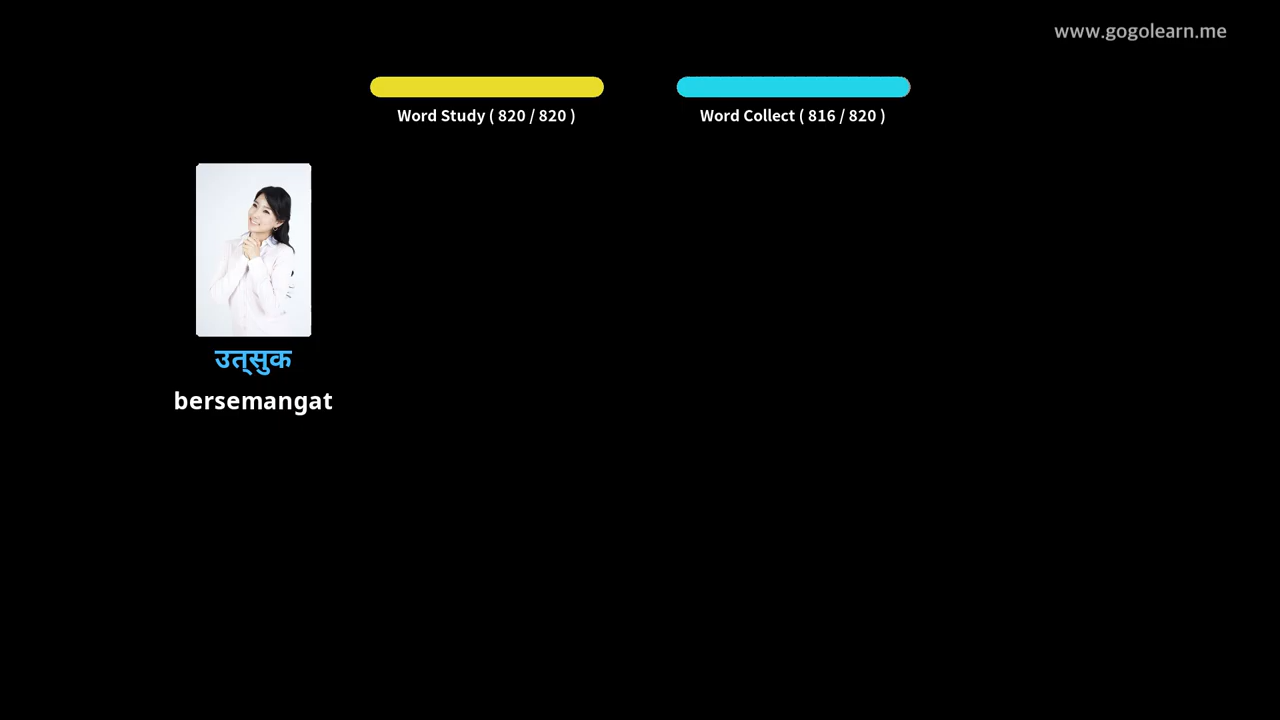 www.gogolearn.me
Word Study ( 820 / 820 )
Word Collect ( 816 / 820 )
उत्सुक
bersemangat